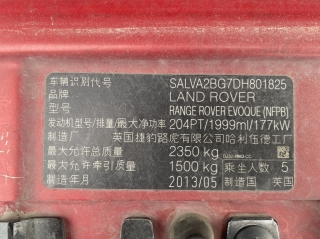 车辆识别代号 SALVA2BG7DH801825
品牌 LAND ROVER
型号 RANGE ROVER EVOQUE (NFPB)
发动机型号/排量/最大净功率 204PT/1999ml/177kW
制造厂 英国捷豹路虎有限公司哈利伍德工厂
最大允许总质量 2350 kg
最大允许牵引质量 1500 kg 乘坐人数 5
制造年月 2013/05 制造国 英国